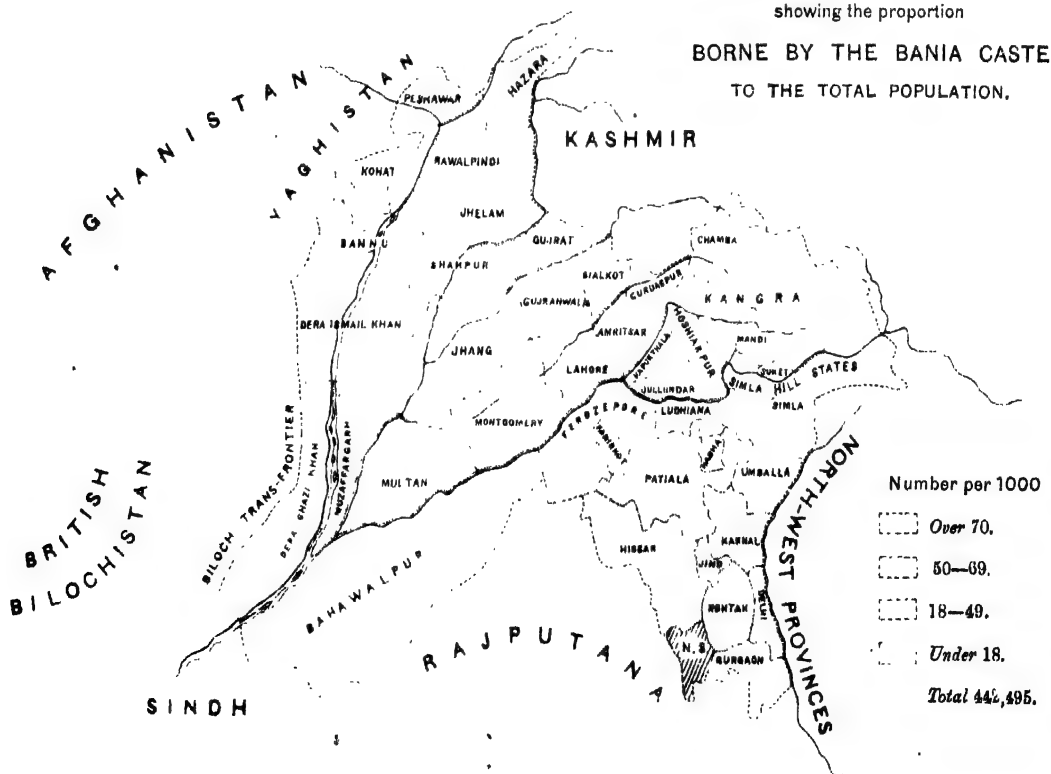 showing the proportion
BORNE BY THE BANIA CASTE
TO THE TOTAL POPULATION.
AFGHANISTAN
YAGHISTAN
PESHAWAR
HAZARA
KASHMIR
KOHAT
RAWALPINDI
JHELAM
BANNU
GUJRAT
CHAMBA
SHAHPUR
SIALKOT
GURDASPUR
GUJRANWALA
KANGRA
DERA ISMAIL KHAN
AMRITSAR
HOSHIARPUR
MANDI
JHANG
KAPURTHALA
LAHORE
SUKET
SIMLA HILL STATES
JULLUNDAR
SIMLA
MONTGOMERY
FEROZEPORE
LUDHIANA
FARIDKOT
NABHA
MULTAN
PATIALA
UMBALLA
MUZAFFARGARH
DERA GHAZI KHAN
BILOCH TRANS-FRONTIER
BRITISH
BILOCHISTAN
NORTH-WEST PROVINCES
HISSAR
KARNAL
JIND
BAHAWALPUR
ROHTAK
DELHI
RAJPUTANA
N.S
GURGAON
SINDH
Number per 1000
Over 70.
50—69.
18—49.
Under 18.
Total 442,495.